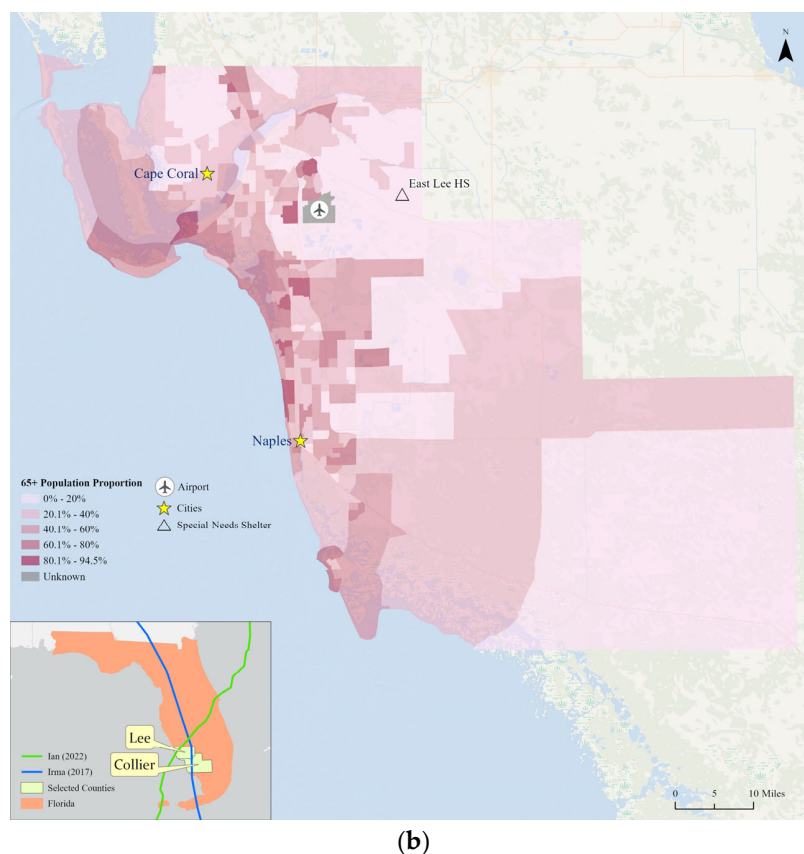 N
Cape Coral
East Lee HS
Naples
65+ Population Proportion
0% - 20%
20.1% - 40%
40.1% - 60%
60.1% - 80%
80.1% - 94.5%
Unknown
Airport
Cities
Special Needs Shelter
Lee
Collier
Ian (2022)
Irma (2017)
Selected Counties
Florida
0 5 10 Miles
(b)